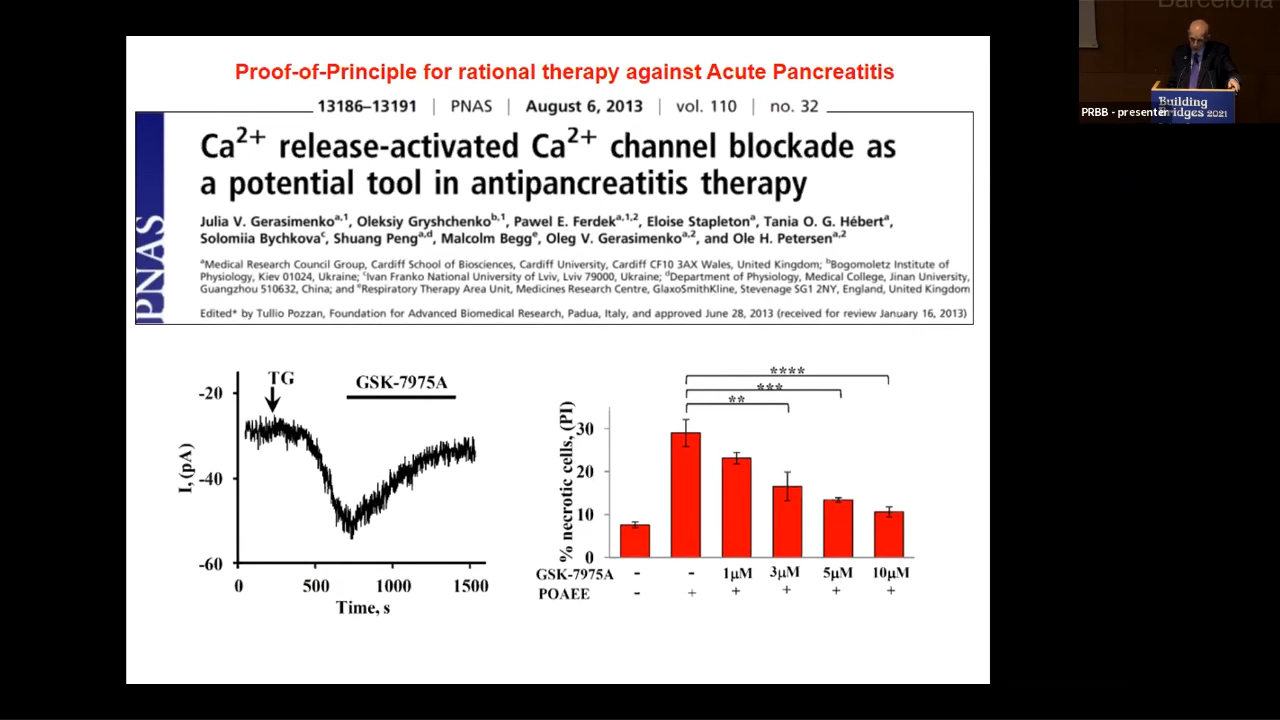 Barcelona
Proof-of-Principle for rational therapy against Acute Pancreatitis
13186–13191 | PNAS | August 6, 2013 | vol. 110 | no. 32
PNAS
Ca2+ release-activated Ca2+ channel blockade as
a potential tool in antipancreatitis therapy
Julia V. Gerasimenkoa,1, Oleksiy Gryshchenkob,1, Pawel E. Ferdeka,1,2, Eloise Stapletona, Tania O. G. Héberta,
Solomiia Bychkovac, Shuang Penga,d, Malcolm Begge, Oleg V. Gerasimenkoa,2, and Ole H. Petersena,2
aMedical Research Council Group, Cardiff School of Biosciences, Cardiff University, Cardiff CF10 3AX Wales, United Kingdom; bBogomoletz Institute of
Physiology, Kiev 01024, Ukraine; cIvan Franko National University of Lviv, Lviv 79000, Ukraine; dDepartment of Physiology, Medical College, Jinan University,
Guangzhou 510632, China; and eRespiratory Therapy Area Unit, Medicines Research Centre, GlaxoSmithKline, Stevenage SG1 2NY, England, United Kingdom
Edited* by Tullio Pozzan, Foundation for Advanced Biomedical Research, Padua, Italy, and approved June 28, 2013 (received for review January 16, 2013)
TG
GSK-7975A
-20
-40
-60
I, (pA)
0 500 1000 1500
Time, s
****
***
**
% necrotic cells, (PI)
30
20
10
0
GSK-7975A - - 1µM 3µM 5µM 10µM
POAEE - + + + + +
Building
Bridges 2021
PRBB - presenter